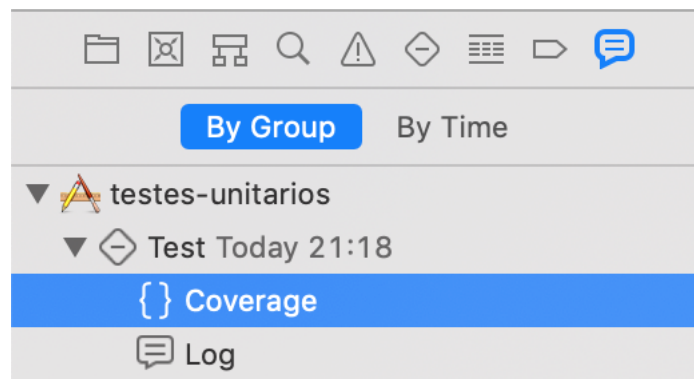 By Group By Time
testes-unitarios
Test Today 21:18
{ } Coverage
Log